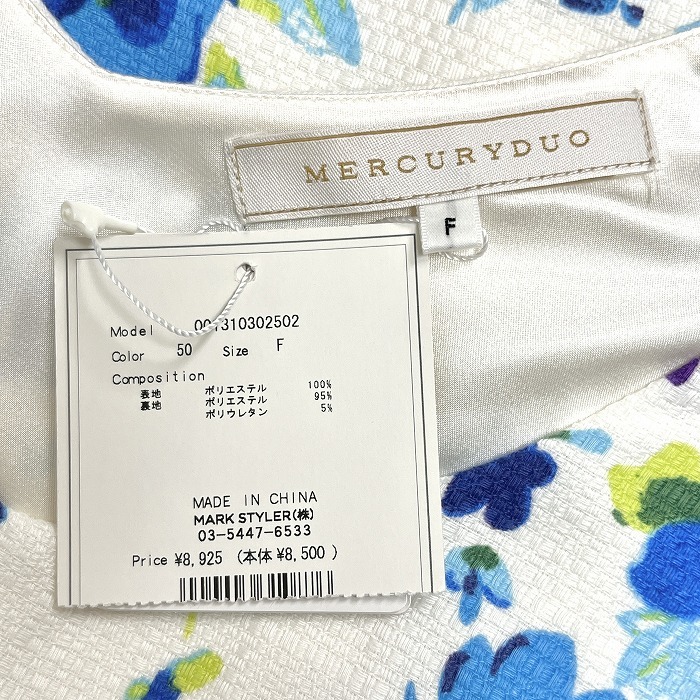 MERCURYDUO
F
Model 001310302502
Color 50 Size F
Composition
表地 ポリエステル 100%
裏地 ポリエステル 95%
ポリウレタン 5%
MADE IN CHINA
MARK STYLER(株)
03-5447-6533
Price ¥8,925 (本体¥8,500)